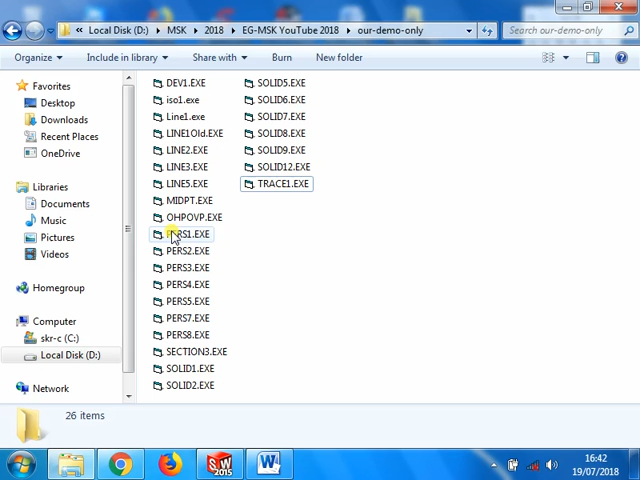 Local Disk (D:) ▸ MSK ▸ 2018 ▸ EG-MSK YouTube 2018 ▸ our-demo-only
Search our-demo-only
Organize Include in library Share with Burn New folder
Favorites
Desktop
Downloads
Recent Places
OneDrive
Libraries
Documents
Music
Pictures
Videos
Homegroup
Computer
skr-c (C:)
Local Disk (D:)
Network
DEV1.EXE
iso1.exe
Line1.exe
LINE1Old.EXE
LINE2.EXE
LINE3.EXE
LINE5.EXE
MIDPT.EXE
OHPOVP.EXE
PERS1.EXE
PERS2.EXE
PERS3.EXE
PERS4.EXE
PERS5.EXE
PERS7.EXE
PERS8.EXE
SECTION3.EXE
SOLID1.EXE
SOLID2.EXE
SOLID5.EXE
SOLID6.EXE
SOLID7.EXE
SOLID8.EXE
SOLID9.EXE
SOLID12.EXE
TRACE1.EXE
26 items
SW
2015
W
16:42
19/07/2018